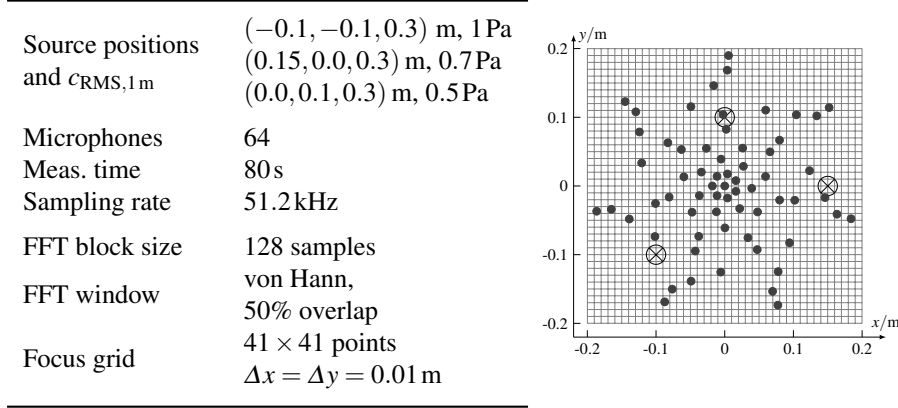 Source positions
and c_RMS,1 m
(−0.1, −0.1, 0.3) m, 1 Pa
(0.15, 0.0, 0.3) m, 0.7 Pa
(0.0, 0.1, 0.3) m, 0.5 Pa
Microphones 64
Meas. time 80 s
Sampling rate 51.2 kHz
FFT block size 128 samples
FFT window
von Hann,
50% overlap
Focus grid
41 × 41 points
Δx = Δy = 0.01 m
y/m
0.2
0.1
0
-0.1
-0.2
x/m
-0.2 -0.1 0 0.1 0.2